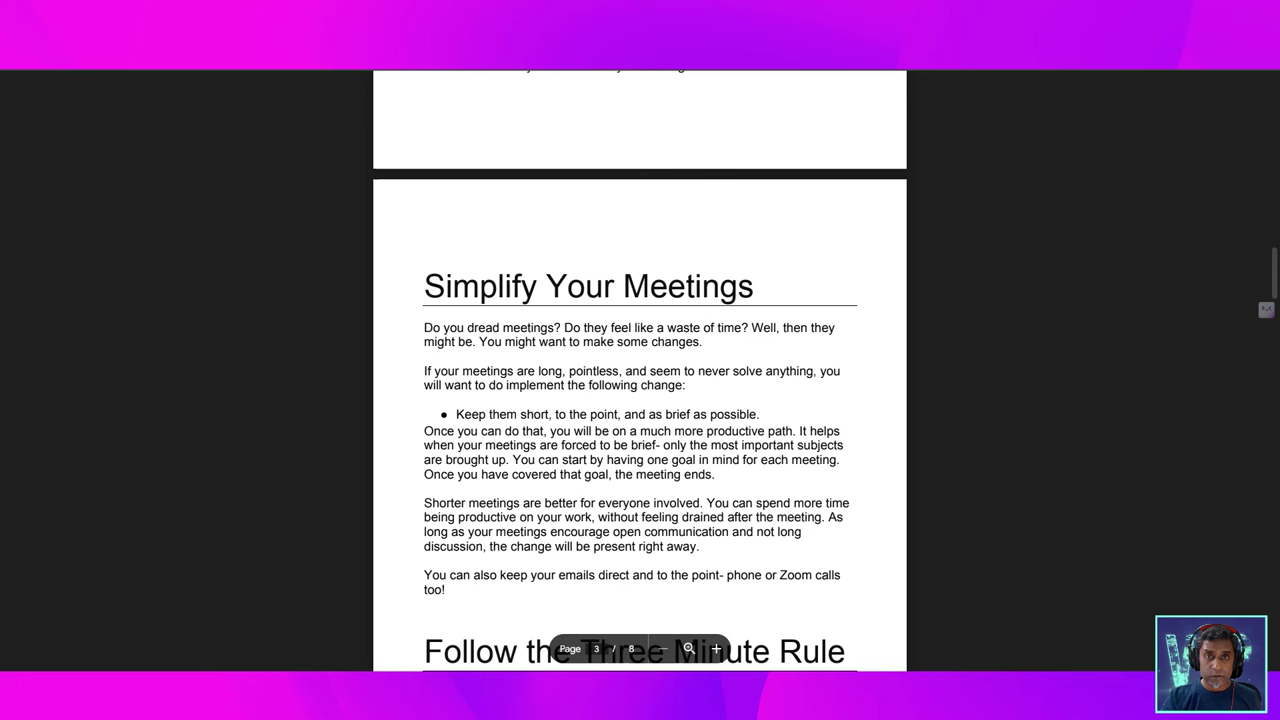 Simplify Your Meetings
Do you dread meetings? Do they feel like a waste of time? Well, then they
might be. You might want to make some changes.
If your meetings are long, pointless, and seem to never solve anything, you
will want to do implement the following change:
● Keep them short, to the point, and as brief as possible.
Once you can do that, you will be on a much more productive path. It helps
when your meetings are forced to be brief- only the most important subjects
are brought up. You can start by having one goal in mind for each meeting.
Once you have covered that goal, the meeting ends.
Shorter meetings are better for everyone involved. You can spend more time
being productive on your work, without feeling drained after the meeting. As
long as your meetings encourage open communication and not long
discussion, the change will be present right away.
You can also keep your emails direct and to the point- phone or Zoom calls
too!
Follow the Three Minute Rule
Page 3 / 8